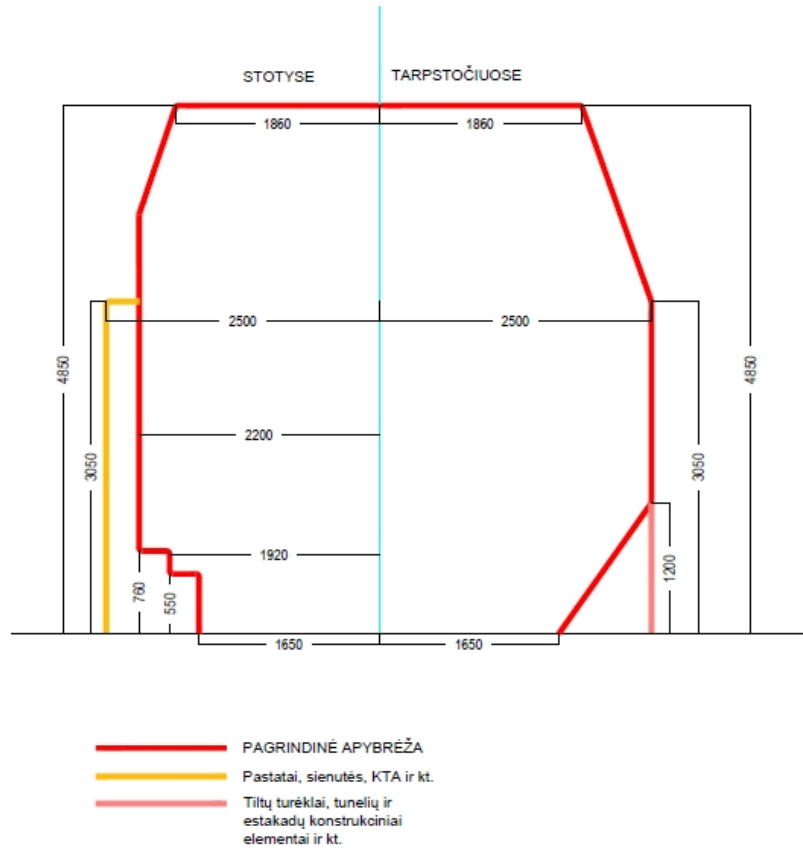 STOTYSE TARPSTOČIUOSE
1860 1860
2500 2500
4850 4850
2200
3050 3050
1920
760 550 1200
1650 1650
PAGRINDINĖ APYBRĖŽA
Pastatai, sienutės, KTA ir kt.
Tiltų turėklai, tunelių ir
estakadų konstrukciniai
elementai ir kt.